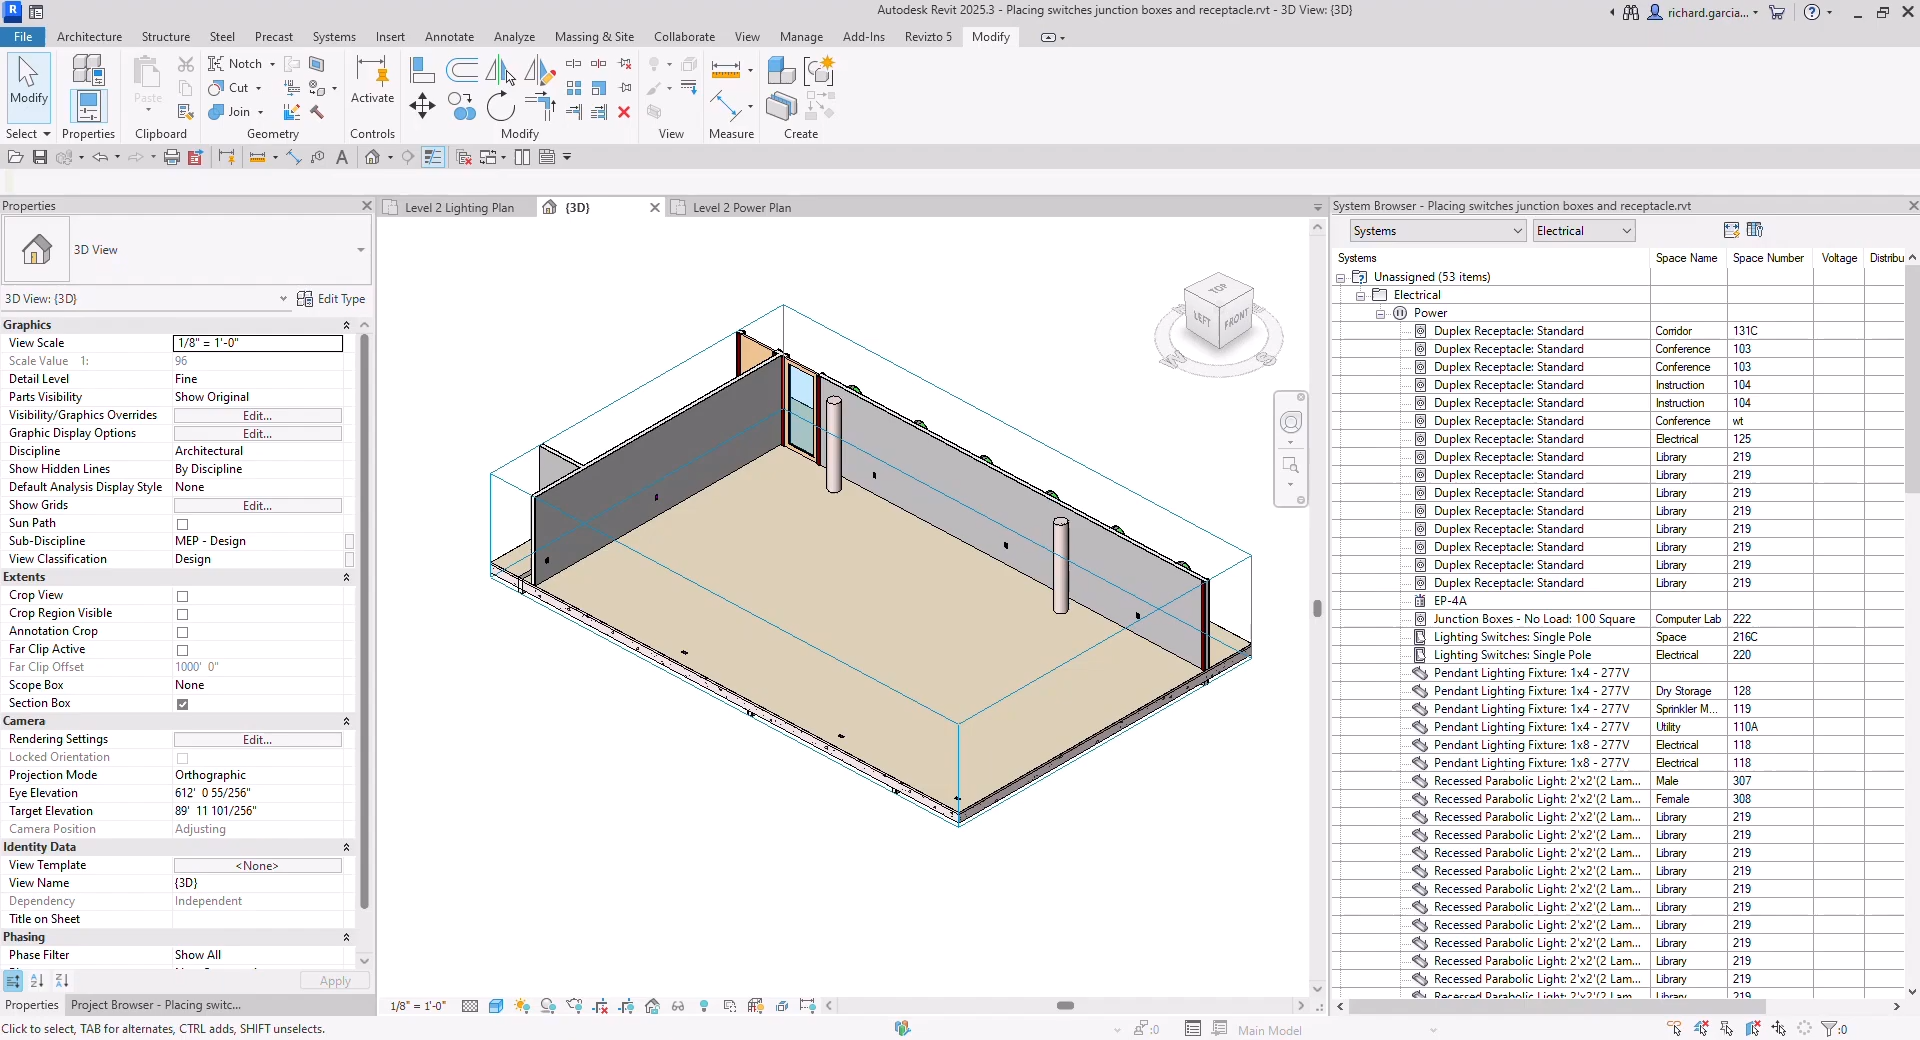 Autodesk Revit 2025.3 - Placing switches junction boxes and receptacle.rvt - 3D View: {3D}
richard.garcia...
File Architecture Structure Steel Precast Systems Insert Annotate Analyze Massing & Site Collaborate View Manage Add-Ins Revizto 5 Modify
Modify Paste Notch Cut Join Activate
Select Properties Clipboard Geometry Controls Modify View Measure Create
Properties
3D View
3D View: {3D} Edit Type
Graphics
View Scale 1/8" = 1'-0"
Scale Value 1: 96
Detail Level Fine
Parts Visibility Show Original
Visibility/Graphics Overrides Edit...
Graphic Display Options Edit...
Discipline Architectural
Show Hidden Lines By Discipline
Default Analysis Display Style None
Show Grids Edit...
Sun Path
Sub-Discipline MEP - Design
View Classification Design
Extents
Crop View
Crop Region Visible
Annotation Crop
Far Clip Active
Far Clip Offset 1000' 0"
Scope Box None
Section Box
Camera
Rendering Settings Edit...
Locked Orientation
Projection Mode Orthographic
Eye Elevation 612' 0 55/256"
Target Elevation 89' 11 101/256"
Camera Position Adjusting
Identity Data
View Template <None>
View Name {3D}
Dependency Independent
Title on Sheet
Phasing
Phase Filter Show All
Apply
Properties Project Browser - Placing switc...
Click to select, TAB for alternates, CTRL adds, SHIFT unselects.
Level 2 Lighting Plan {3D} Level 2 Power Plan
TOP
LEFT FRONT
W S
1/8" = 1'-0"
:0 Main Model
System Browser - Placing switches junction boxes and receptacle.rvt
Systems Electrical
Systems Space Name Space Number Voltage Distribu
Unassigned (53 items)
Electrical
Power
Duplex Receptacle: Standard Corridor 131C
Duplex Receptacle: Standard Conference 103
Duplex Receptacle: Standard Conference 103
Duplex Receptacle: Standard Instruction 104
Duplex Receptacle: Standard Instruction 104
Duplex Receptacle: Standard Conference wt
Duplex Receptacle: Standard Electrical 125
Duplex Receptacle: Standard Library 219
Duplex Receptacle: Standard Library 219
Duplex Receptacle: Standard Library 219
Duplex Receptacle: Standard Library 219
Duplex Receptacle: Standard Library 219
Duplex Receptacle: Standard Library 219
Duplex Receptacle: Standard Library 219
Duplex Receptacle: Standard Library 219
EP-4A
Junction Boxes - No Load: 100 Square Computer Lab 222
Lighting Switches: Single Pole Space 216C
Lighting Switches: Single Pole Electrical 220
Pendant Lighting Fixture: 1x4 - 277V
Pendant Lighting Fixture: 1x4 - 277V Dry Storage 128
Pendant Lighting Fixture: 1x4 - 277V Sprinkler M... 119
Pendant Lighting Fixture: 1x4 - 277V Utility 110A
Pendant Lighting Fixture: 1x8 - 277V Electrical 118
Pendant Lighting Fixture: 1x8 - 277V Electrical 118
Recessed Parabolic Light: 2'x2'(2 Lam... Male 307
Recessed Parabolic Light: 2'x2'(2 Lam... Female 308
Recessed Parabolic Light: 2'x2'(2 Lam... Library 219
Recessed Parabolic Light: 2'x2'(2 Lam... Library 219
Recessed Parabolic Light: 2'x2'(2 Lam... Library 219
Recessed Parabolic Light: 2'x2'(2 Lam... Library 219
Recessed Parabolic Light: 2'x2'(2 Lam... Library 219
Recessed Parabolic Light: 2'x2'(2 Lam... Library 219
Recessed Parabolic Light: 2'x2'(2 Lam... Library 219
Recessed Parabolic Light: 2'x2'(2 Lam... Library 219
Recessed Parabolic Light: 2'x2'(2 Lam... Library 219
Recessed Parabolic Light: 2'x2'(2 Lam... Library 219
Recessed Parabolic Light: 2'x2'(2 Lam... Library 219
:0